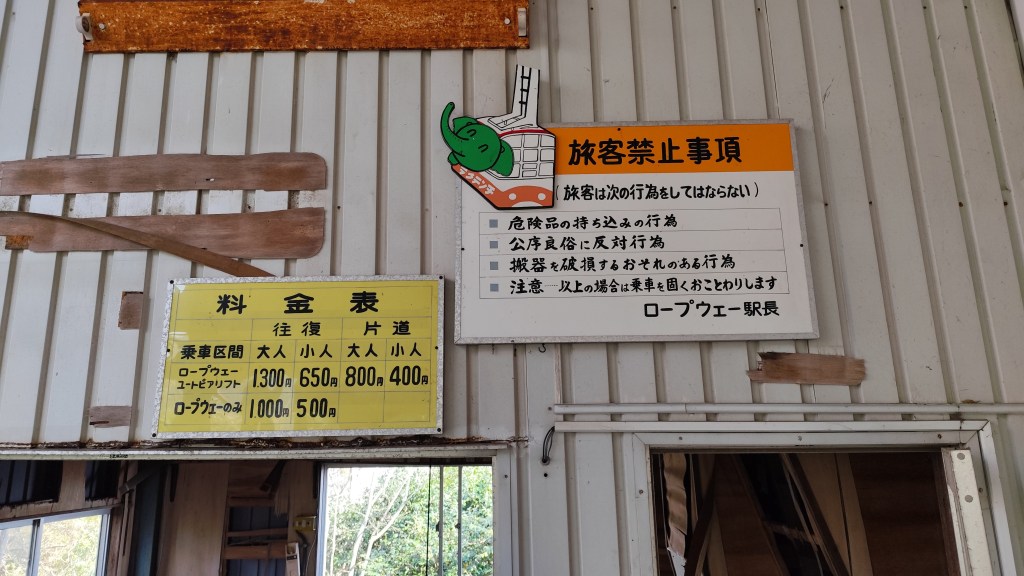 料金表
往復 片道
乗車区間 大人 小人 大人 小人
ロープウェー
ユートピアリフト 1.300円 650円 800円 400円
ロープウェーのみ 1.000円 500円
旅客禁止事項
(旅客は次の行為をしてはならない)
■ 危険品の持ち込みの行為
■ 公序良俗に反対行為
■ 搬器を破損するおそれのある行為
■ 注意…以上の場合は乗車を固くおことわりします
ロープウェー駅長